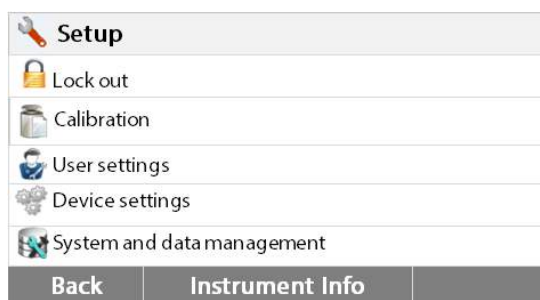 Setup
Lock out
Calibration
User settings
Device settings
System and data management
Back Instrument Info